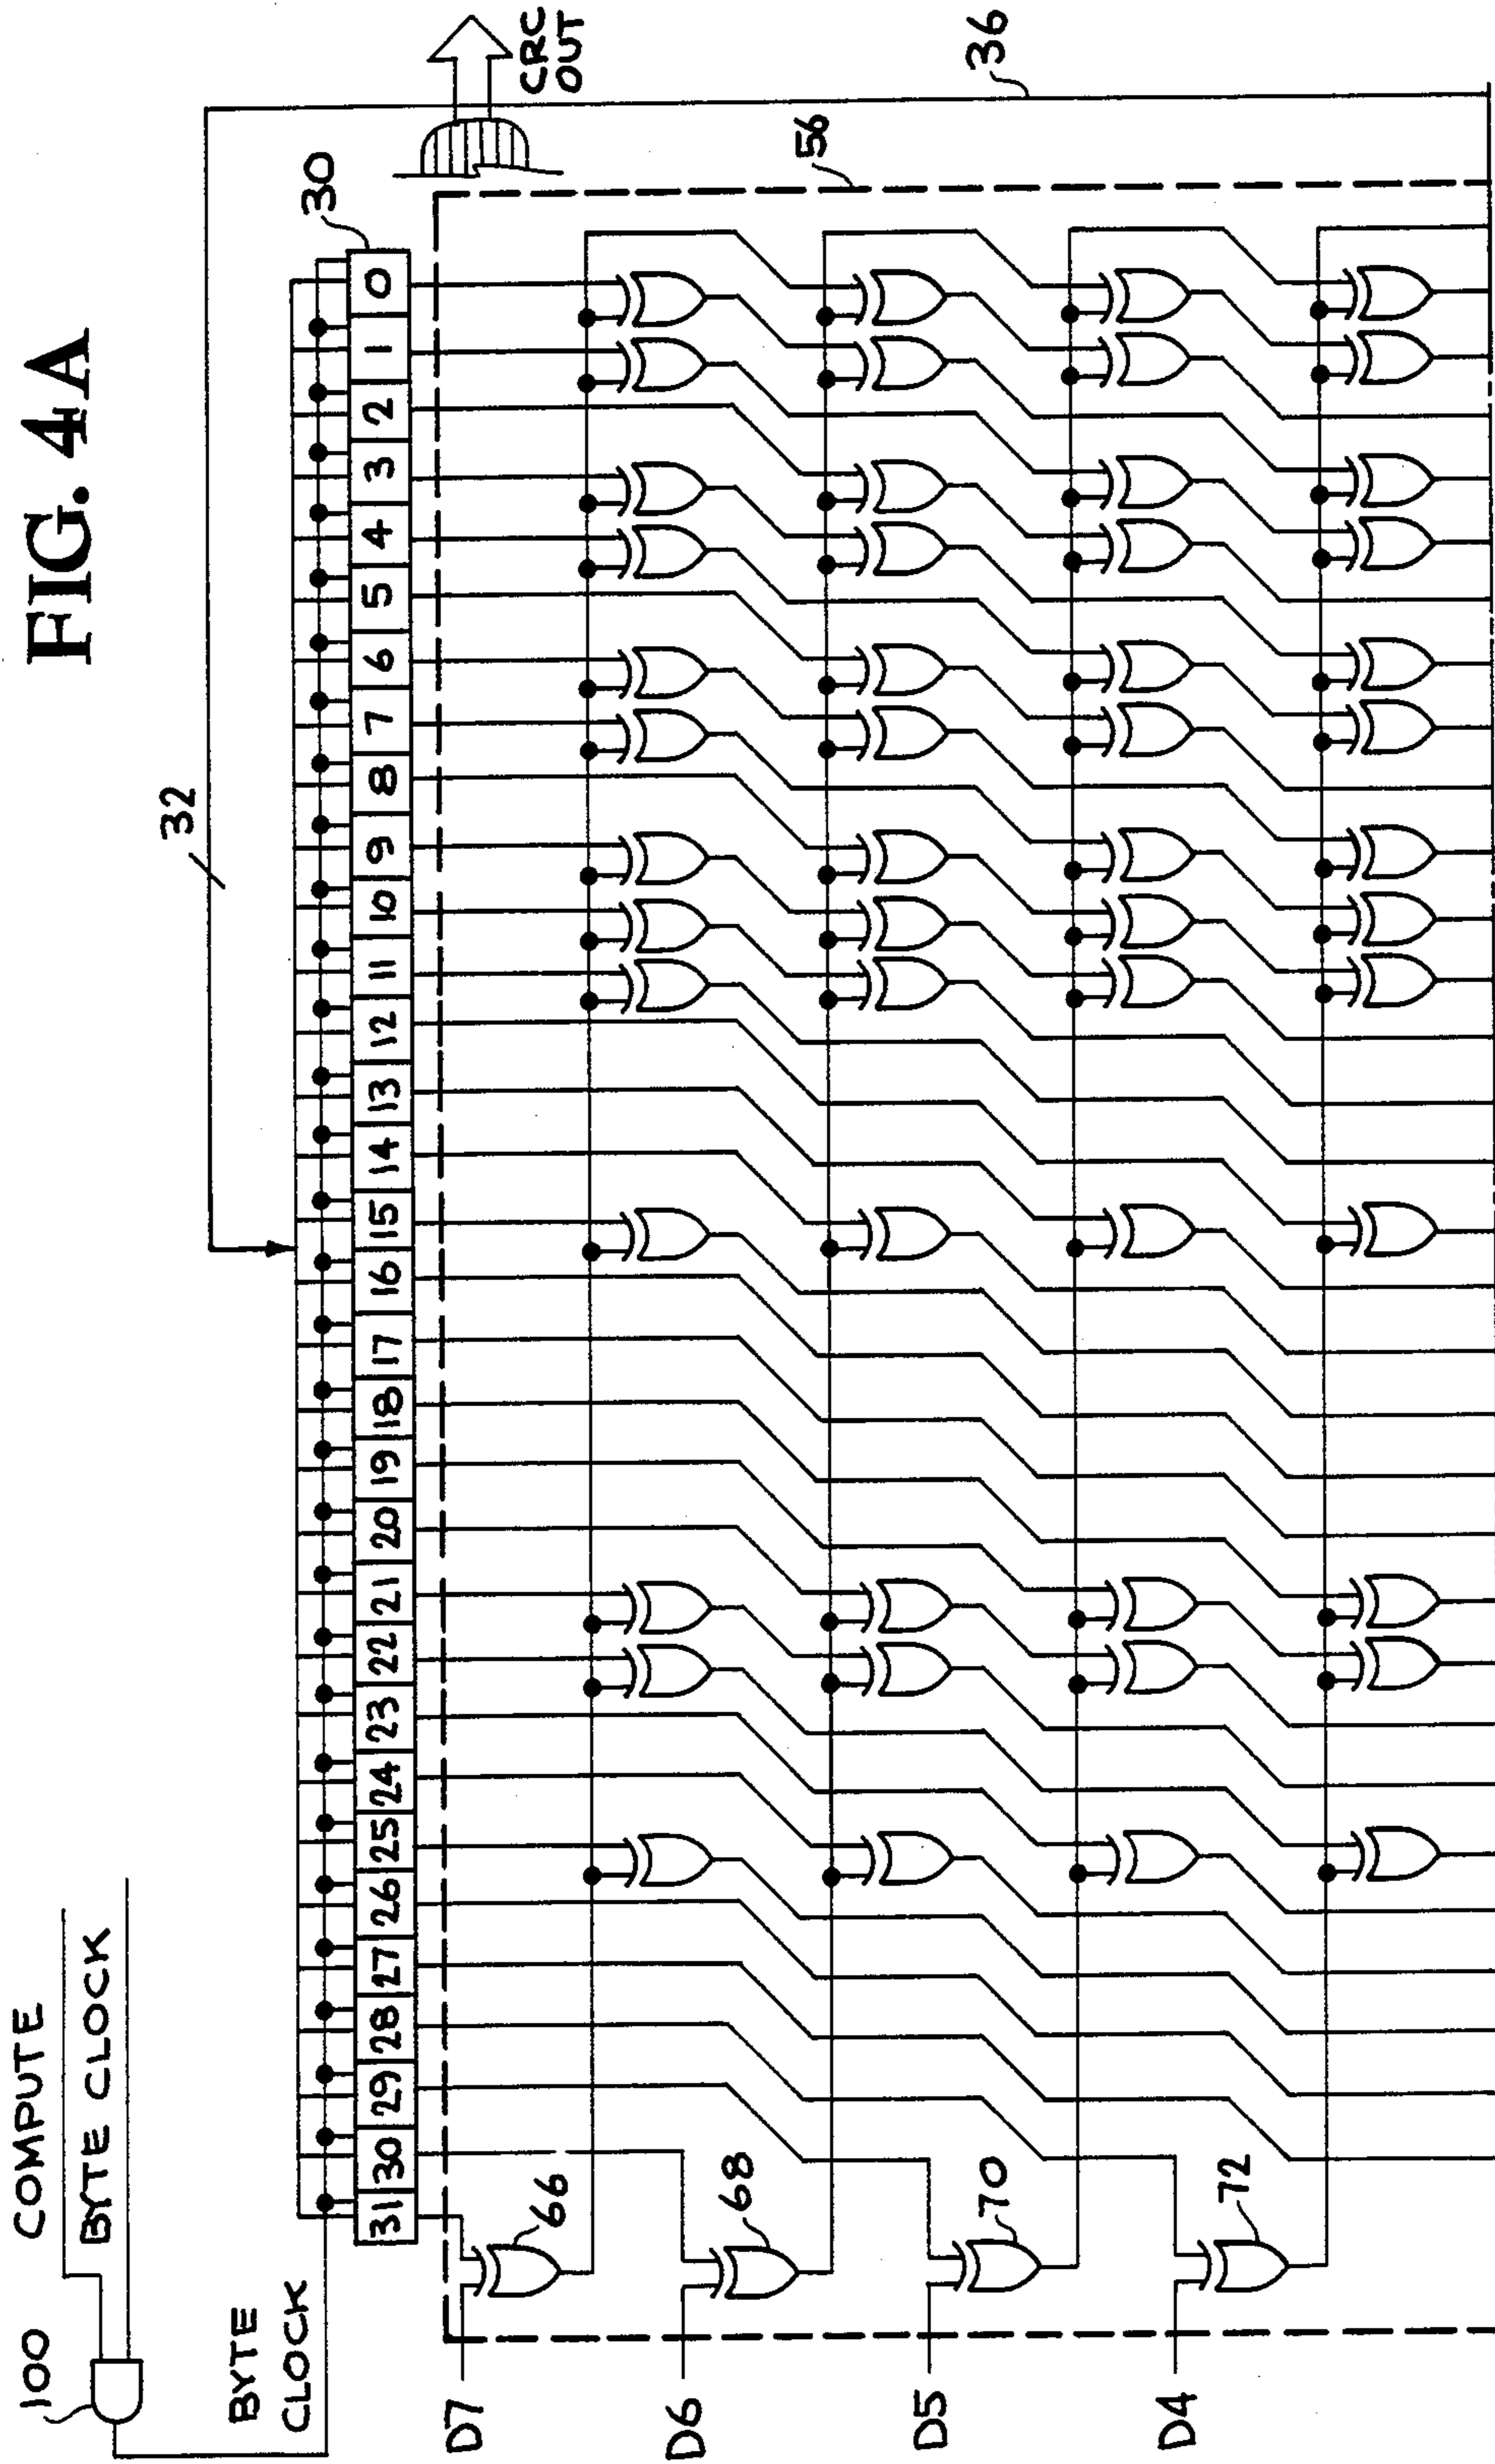 FIG. 4A
100
COMPUTE
BYTE CLOCK
BYTE
CLOCK
32
30
31 30 29 28 27 26 25 24 23 22 21 20 19 18 17 16 15 14 13 12 11 10 9 8 7 6 5 4 3 2 1 0
CRC
OUT
36
56
D7
66
D6
68
D5
70
D4
72